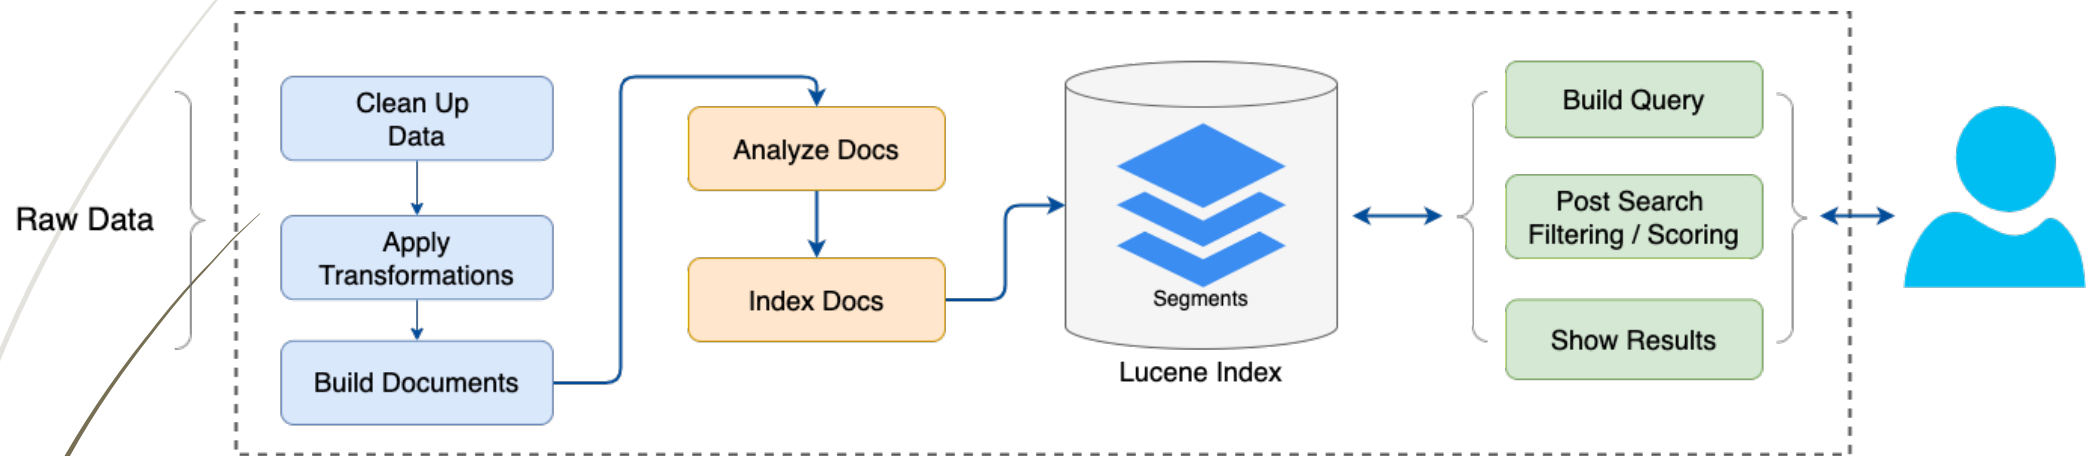 Raw Data
Clean Up
Data
Apply
Transformations
Build Documents
Analyze Docs
Index Docs
Segments
Lucene Index
Build Query
Post Search
Filtering / Scoring
Show Results